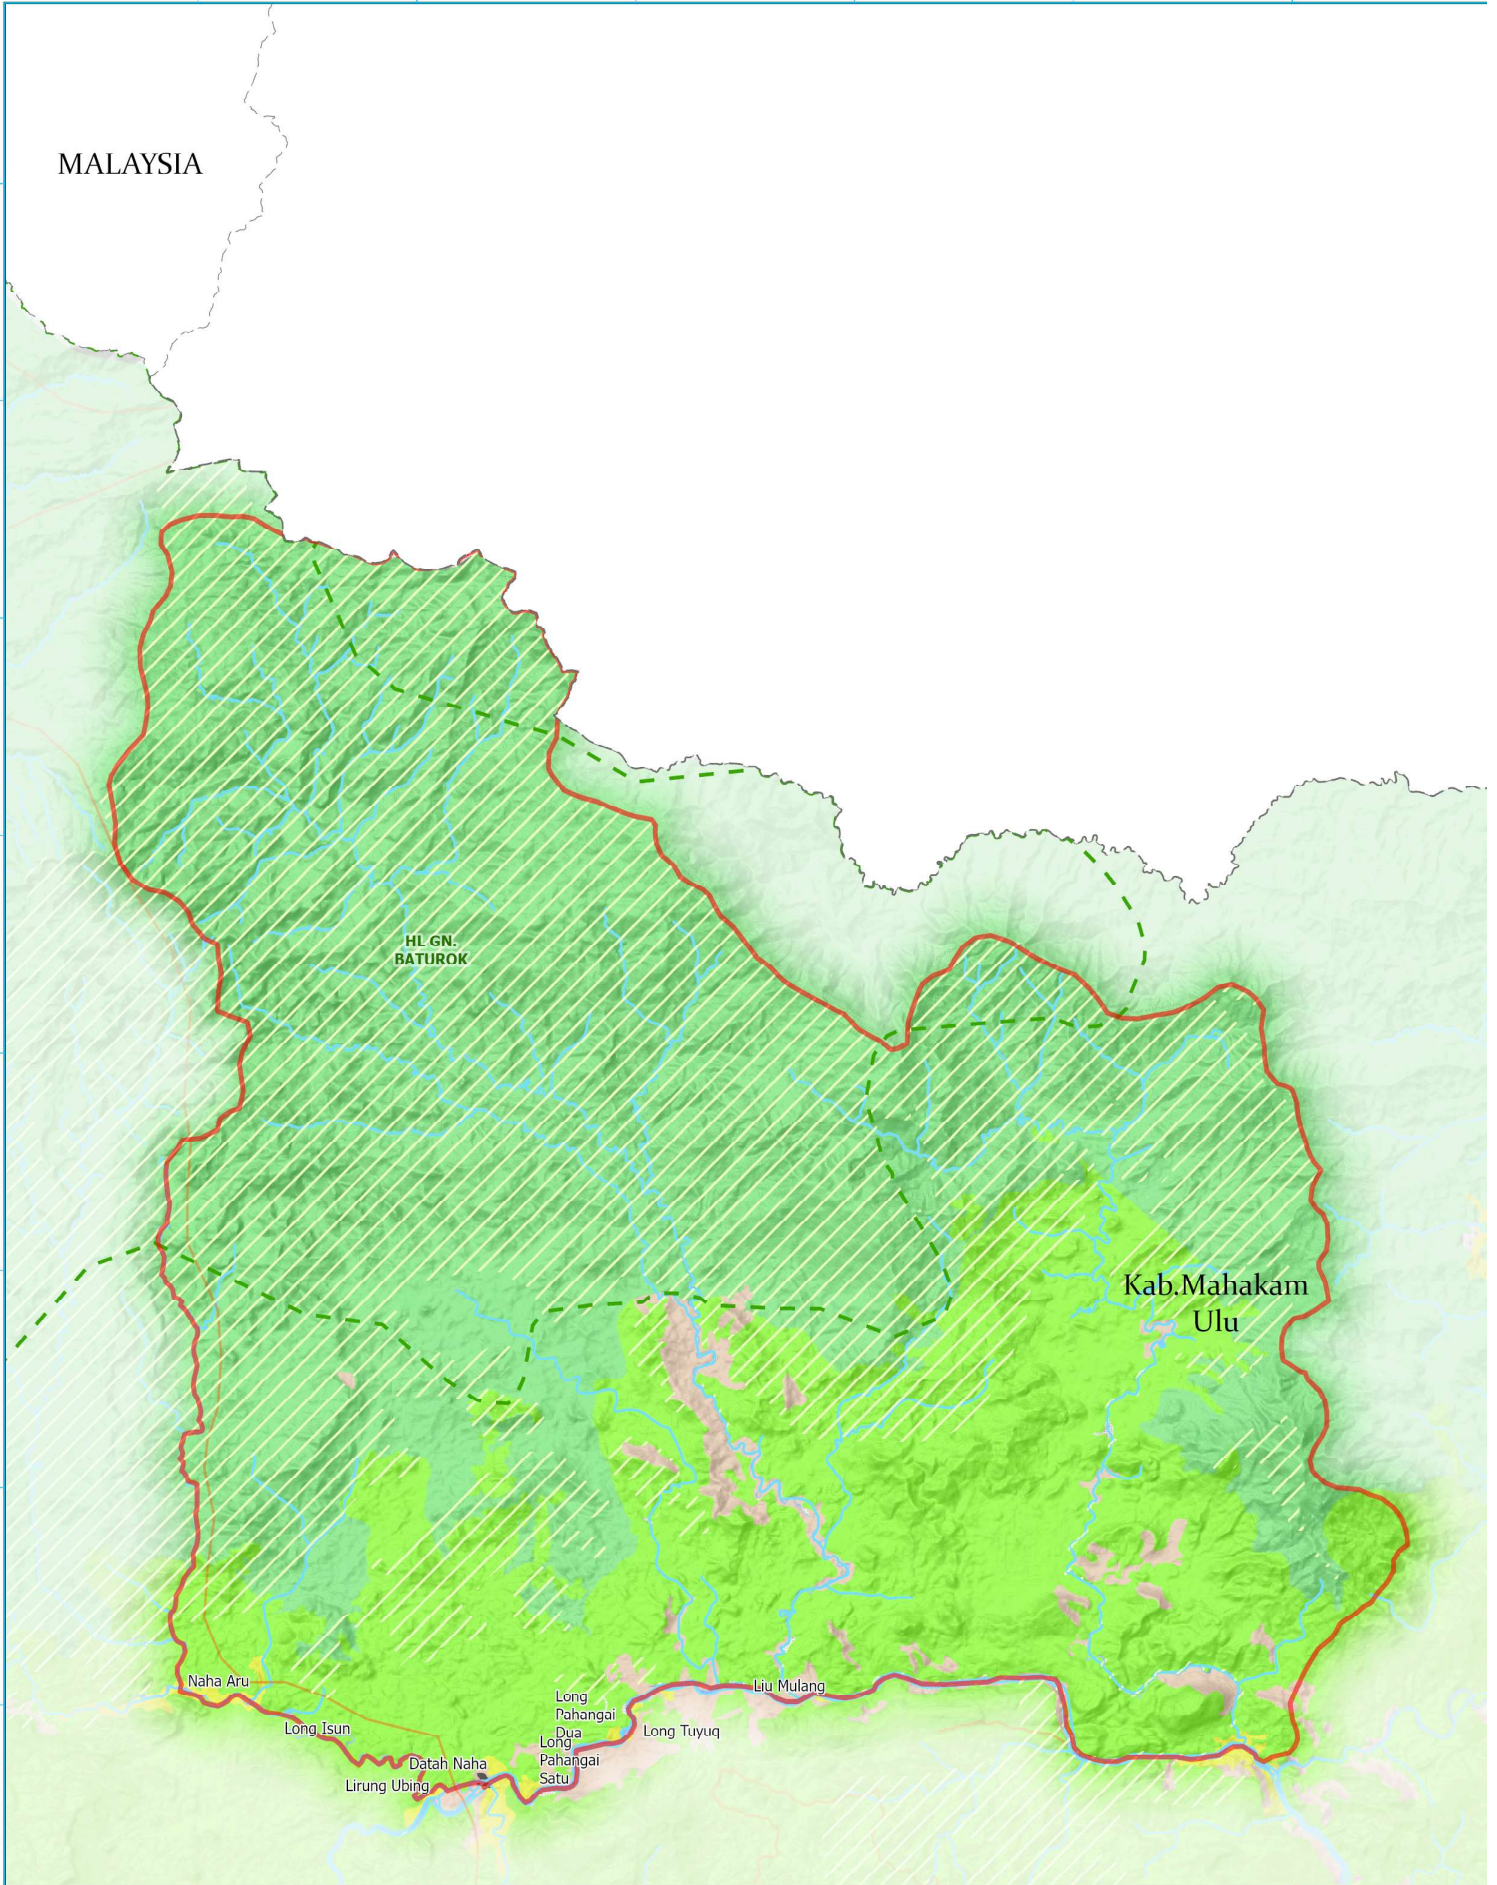 MALAYSIA
HL GN.
BATUROK
Kab.Mahakam
Ulu
Naha Aru
Long Isun
Datah Naha
Lirung Ubing
Long
Pahangai
Dua
Long
Pahangai
Satu
Long Tuyuq
Liu Mulang